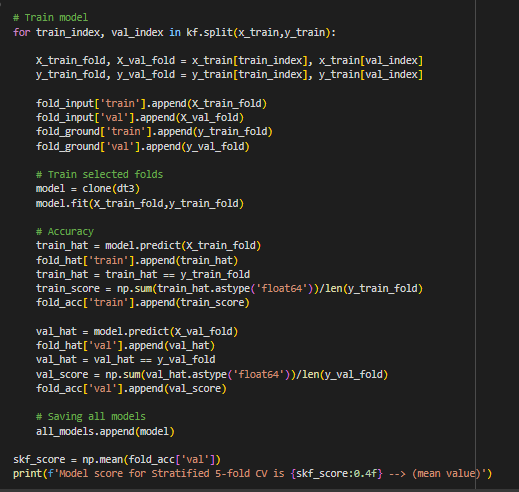 # Train model
for train_index, val_index in kf.split(x_train,y_train):
X_train_fold, X_val_fold = x_train[train_index], x_train[val_index]
y_train_fold, y_val_fold = y_train[train_index], y_train[val_index]
fold_input['train'].append(X_train_fold)
fold_input['val'].append(X_val_fold)
fold_ground['train'].append(y_train_fold)
fold_ground['val'].append(y_val_fold)
# Train selected folds
model = clone(dt3)
model.fit(X_train_fold,y_train_fold)
# Accuracy
train_hat = model.predict(X_train_fold)
fold_hat['train'].append(train_hat)
train_hat = train_hat == y_train_fold
train_score = np.sum(train_hat.astype('float64'))/len(y_train_fold)
fold_acc['train'].append(train_score)
val_hat = model.predict(X_val_fold)
fold_hat['val'].append(val_hat)
val_hat = val_hat == y_val_fold
val_score = np.sum(val_hat.astype('float64'))/len(y_val_fold)
fold_acc['val'].append(val_score)
# Saving all models
all_models.append(model)
skf_score = np.mean(fold_acc['val'])
print(f'Model score for Stratified 5-fold CV is {skf_score:0.4f} --> (mean value)')